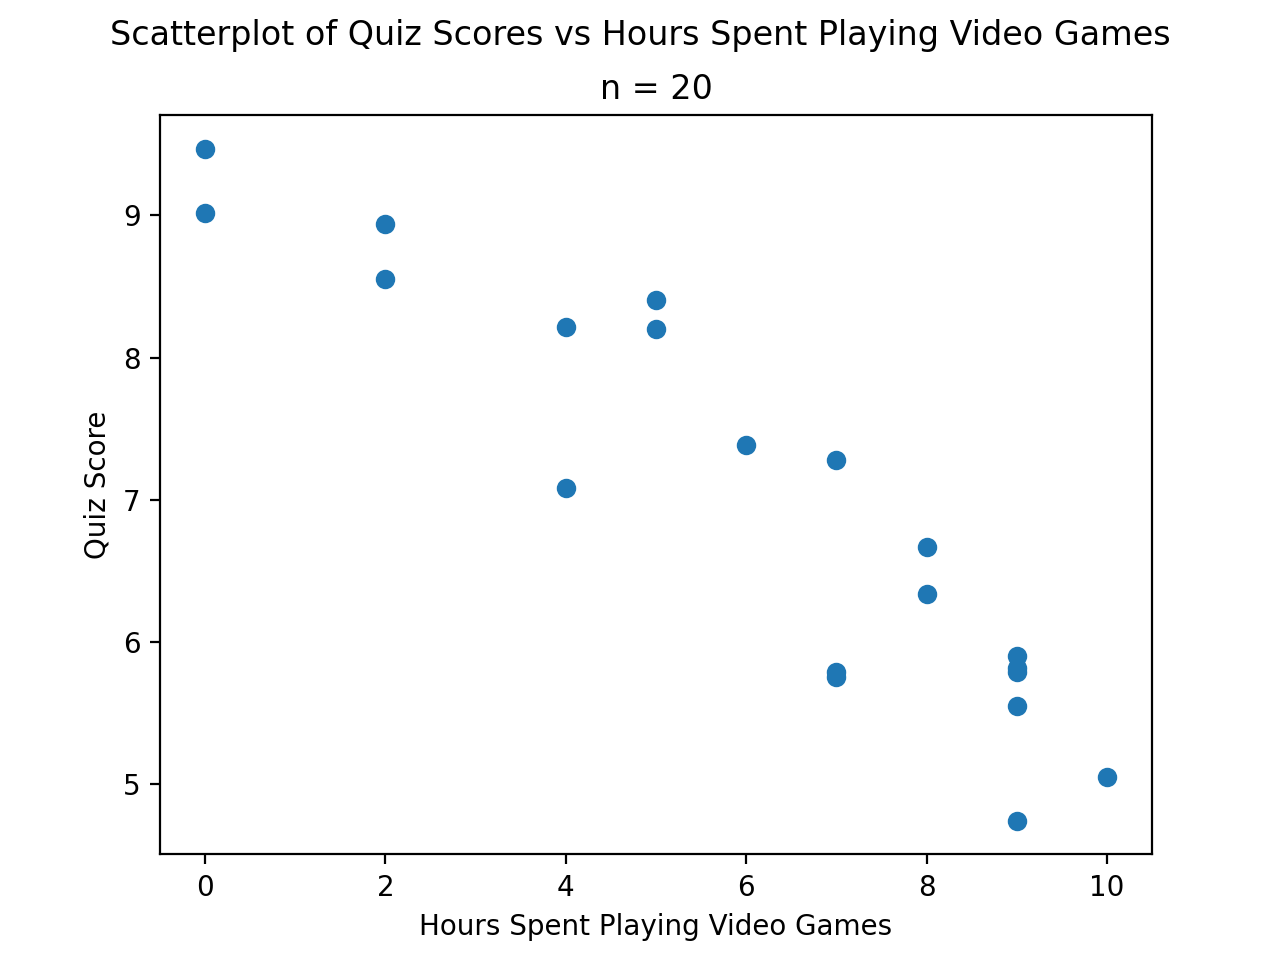 Scatterplot of Quiz Scores vs Hours Spent Playing Video Games
n = 20
9
8
7
6
5
Quiz Score
0 2 4 6 8 10
Hours Spent Playing Video Games